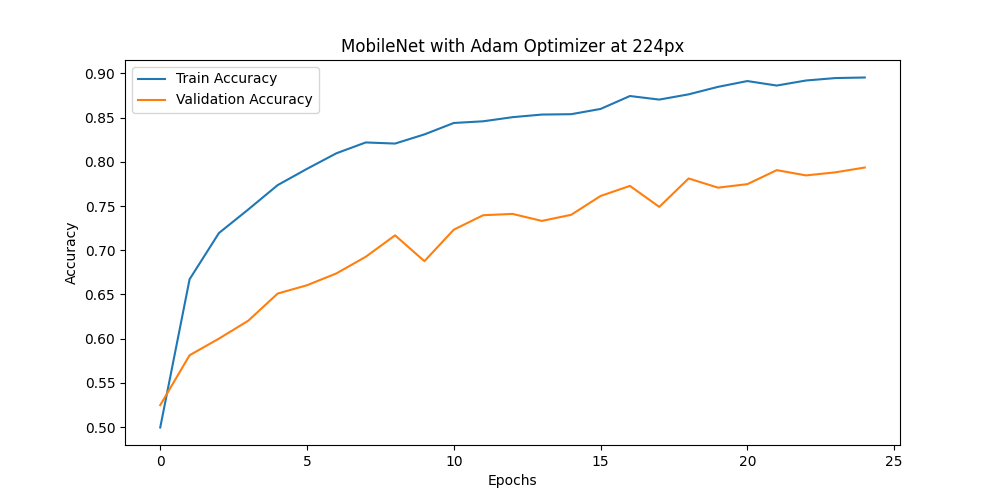 MobileNet with Adam Optimizer at 224px
Train Accuracy
Validation Accuracy
Accuracy
0.90
0.85
0.80
0.75
0.70
0.65
0.60
0.55
0.50
0 5 10 15 20 25
Epochs